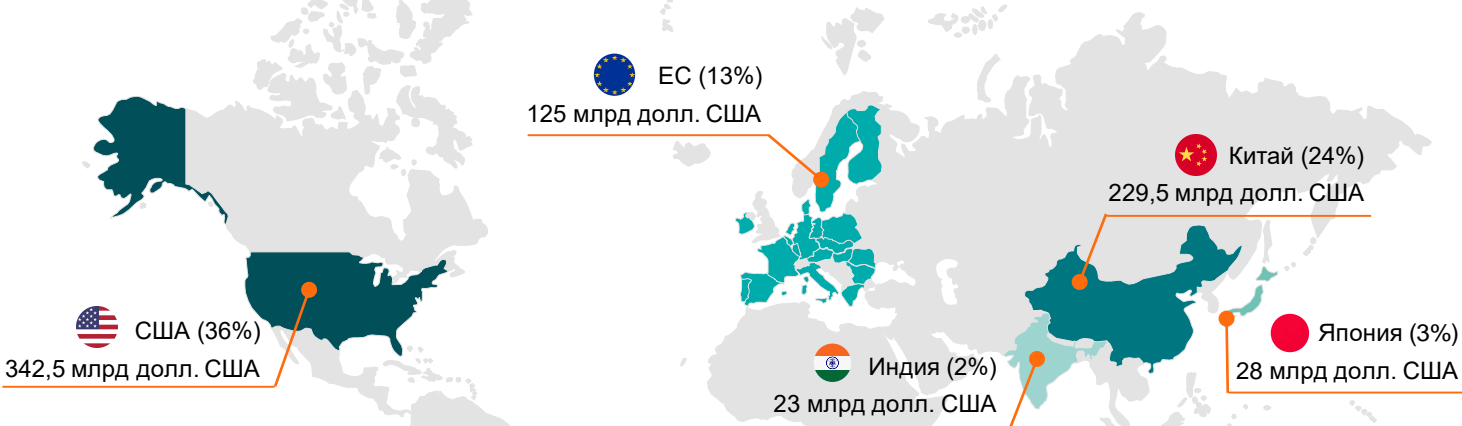 ЕС (13%)
125 млрд долл. США
Китай (24%)
229,5 млрд долл. США
США (36%)
342,5 млрд долл. США
Япония (3%)
28 млрд долл. США
Индия (2%)
23 млрд долл. США